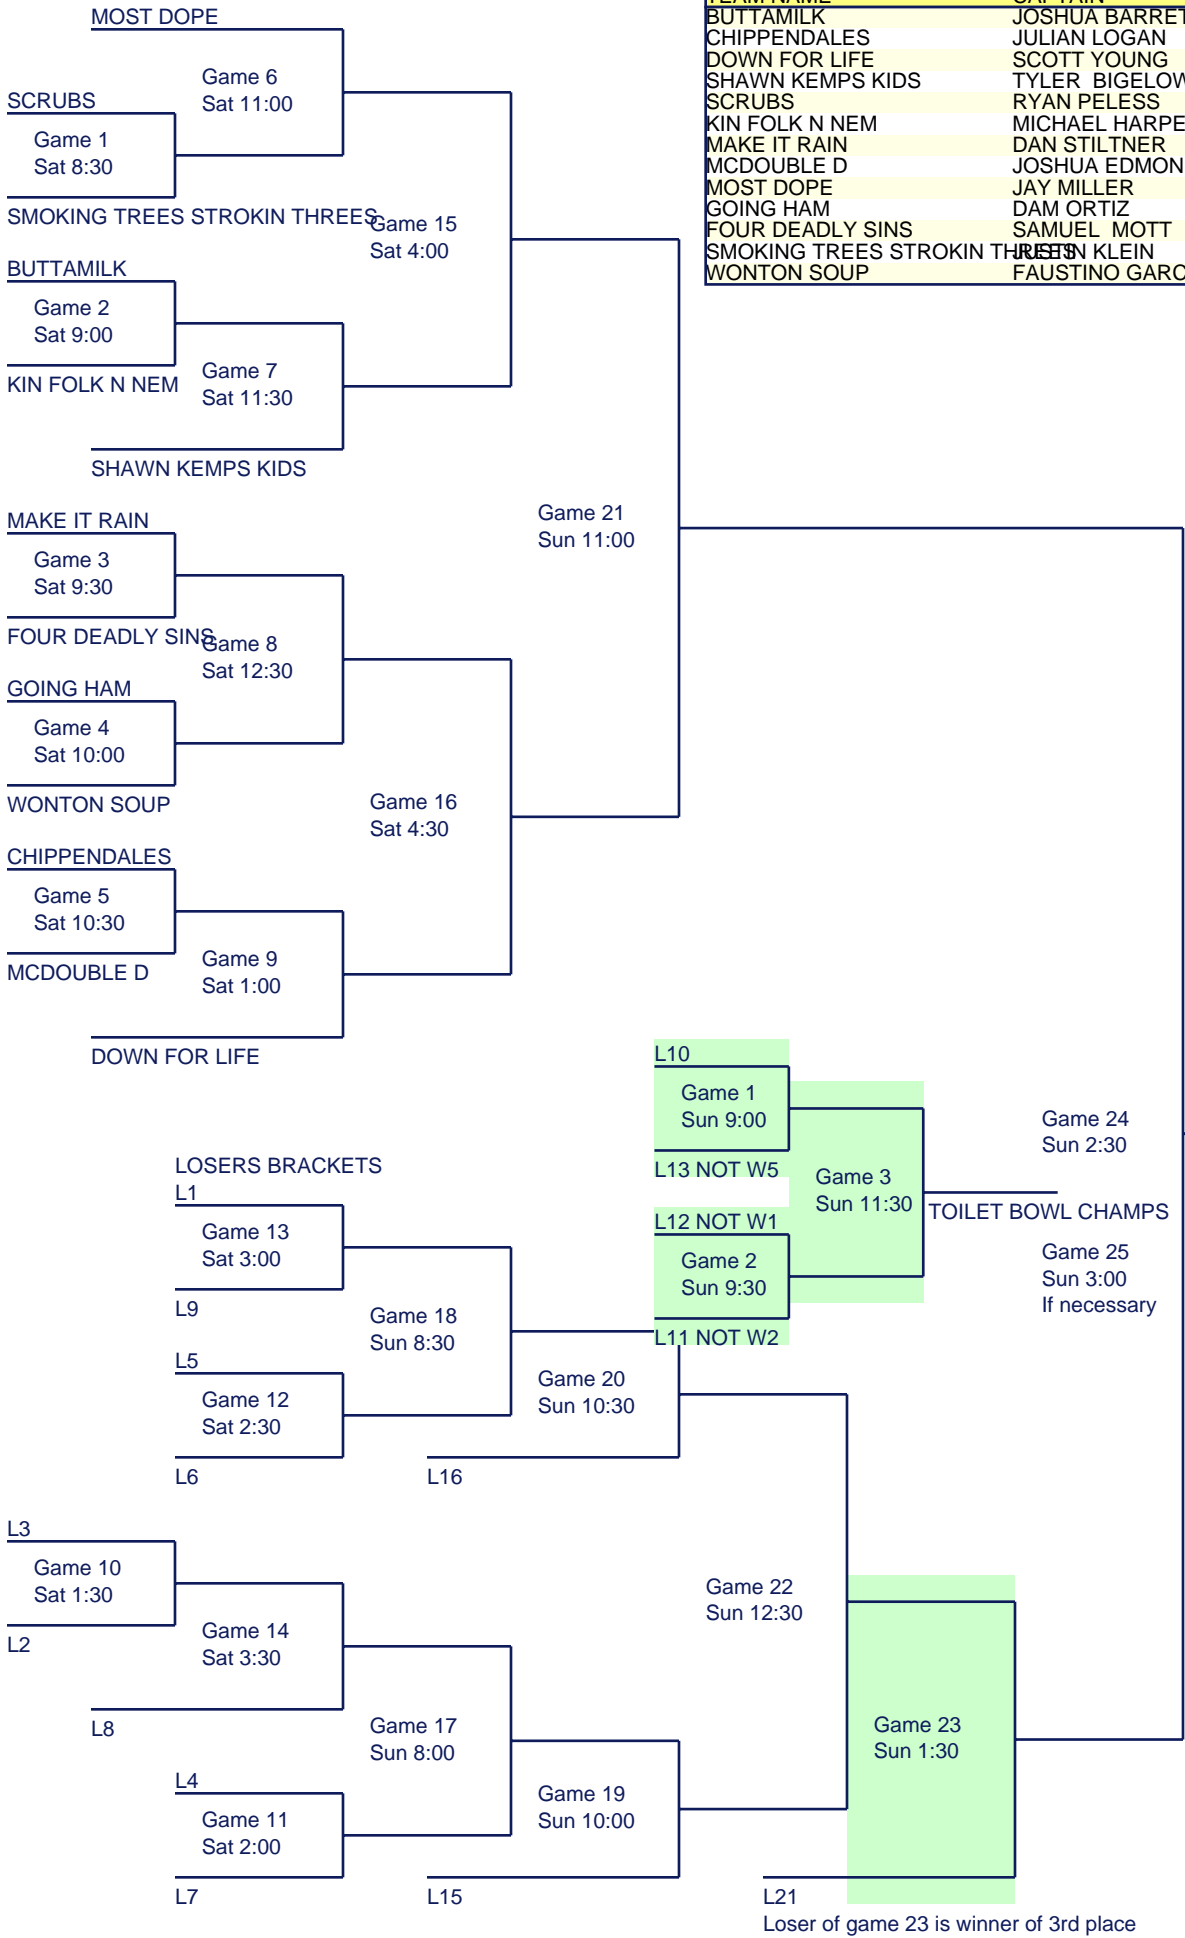 MOST DOPE
Game 6
Sat 11:00
SCRUBS
Game 1
Sat 8:30
SMOKING TREES STROKIN THREES
Game 15
Sat 4:00
BUTTAMILK
Game 2
Sat 9:00
KIN FOLK N NEM
Game 7
Sat 11:30
SHAWN KEMPS KIDS
MAKE IT RAIN
Game 3
Sat 9:30
FOUR DEADLY SINS
Game 8
Sat 12:30
GOING HAM
Game 4
Sat 10:00
WONTON SOUP
Game 16
Sat 4:30
CHIPPENDALES
Game 5
Sat 10:30
MCDOUBLE D
Game 9
Sat 1:00
DOWN FOR LIFE
Game 21
Sun 11:00
BUTTAMILK JOSHUA BARRET
CHIPPENDALES JULIAN LOGAN
DOWN FOR LIFE SCOTT YOUNG
SHAWN KEMPS KIDS TYLER BIGELOW
SCRUBS RYAN PELESS
KIN FOLK N NEM MICHAEL HARPE
MAKE IT RAIN DAN STILTNER
MCDOUBLE D JOSHUA EDMON
MOST DOPE JAY MILLER
GOING HAM DAM ORTIZ
FOUR DEADLY SINS SAMUEL MOTT
SMOKING TREES STROKIN THREES JUSTIN KLEIN
WONTON SOUP FAUSTINO GARC
L10
Game 1
Sun 9:00
L13 NOT W5
Game 3
Sun 11:30
L12 NOT W1
Game 2
Sun 9:30
L11 NOT W2
TOILET BOWL CHAMPS
Game 24
Sun 2:30
Game 25
Sun 3:00
If necessary
LOSERS BRACKETS
L1
Game 13
Sat 3:00
L9
Game 18
Sun 8:30
L5
Game 12
Sat 2:30
L6
Game 20
Sun 10:30
L16
L3
Game 10
Sat 1:30
L2
Game 14
Sat 3:30
L8
Game 17
Sun 8:00
L4
Game 11
Sat 2:00
L7
Game 19
Sun 10:00
L15
Game 22
Sun 12:30
Game 23
Sun 1:30
L21
Loser of game 23 is winner of 3rd place